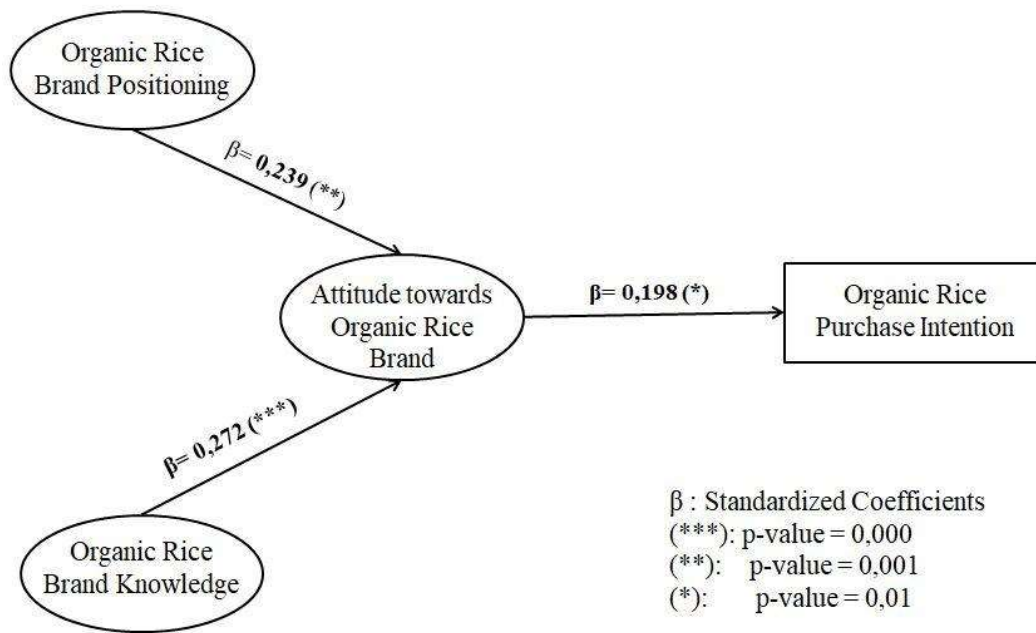 Organic Rice
Brand Positioning
β= 0,239 (**)
Attitude towards
Organic Rice
Brand
β= 0,198 (*)
Organic Rice
Purchase Intention
β= 0,272 (***)
Organic Rice
Brand Knowledge
β : Standardized Coefficients
(***): p-value = 0,000
(**): p-value = 0,001
(*): p-value = 0,01